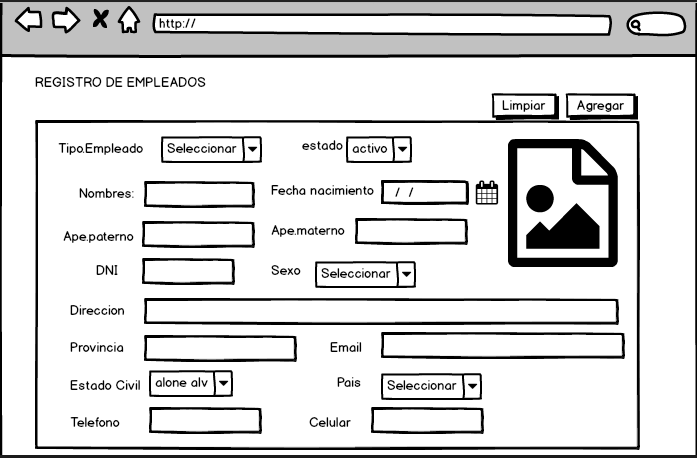 http://
REGISTRO DE EMPLEADOS
Limpiar Agregar
Tipo.Empleado Seleccionar estado activo
Nombres: Fecha nacimiento / /
Ape.paterno Ape.materno
DNI Sexo Seleccionar
Direccion
Provincia Email
Estado Civil alone alv Pais Seleccionar
Telefono Celular